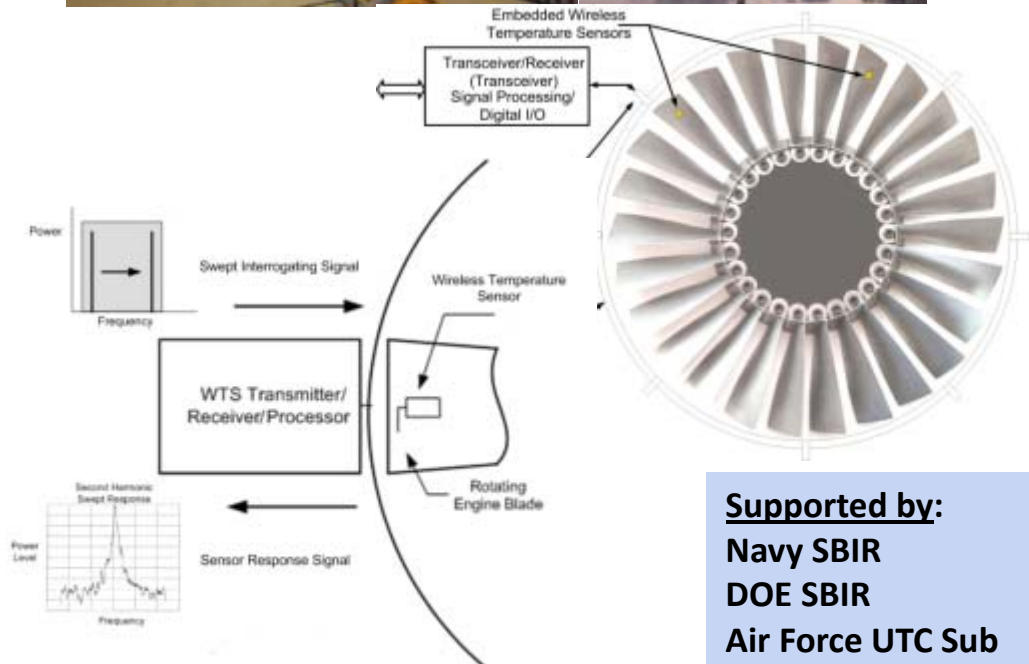 Embedded Wireless
Temperature Sensors
Transceiver/Receiver
(Transceiver)
Signal Processing/
Digital I/O
Power
Frequency
Swept Interrogating Signal
Wireless Temperature
Sensor
WTS Transmitter/
Receiver/Processor
Rotating
Engine Blade
Second Harmonic
Swept Response
Power
Level
Frequency
Sensor Response Signal
Supported by:
Navy SBIR
DOE SBIR
Air Force UTC Sub